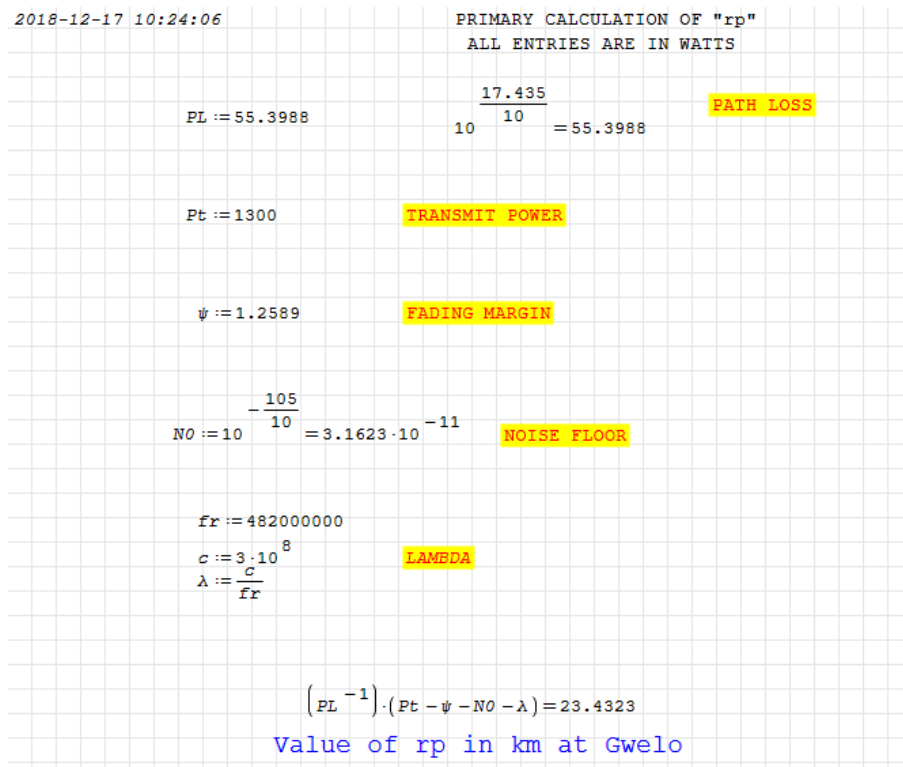 2018-12-17 10:24:06
PRIMARY CALCULATION OF "rp"
ALL ENTRIES ARE IN WATTS
PL := 55.3988
10^(17.435/10) = 55.3988
PATH LOSS
Pt := 1300
TRANSMIT POWER
ψ := 1.2589
FADING MARGIN
N0 := 10^(-105/10) = 3.1623·10^-11
NOISE FLOOR
fr := 482000000
c := 3·10^8
LAMBDA
λ := c/fr
(PL^-1)·(Pt - ψ - N0 - λ) = 23.4323
Value of rp in km at Gwelo